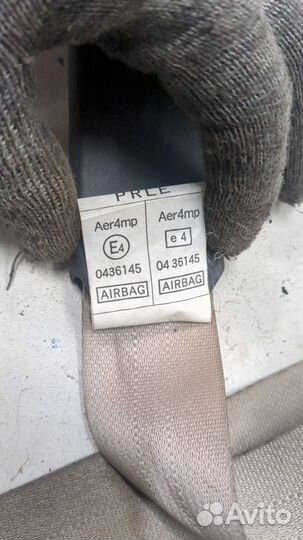 PRLE
Aer4mp Aer4mp
E4 e 4
0436145 04 36145
AIRBAG AIRBAG
Avito